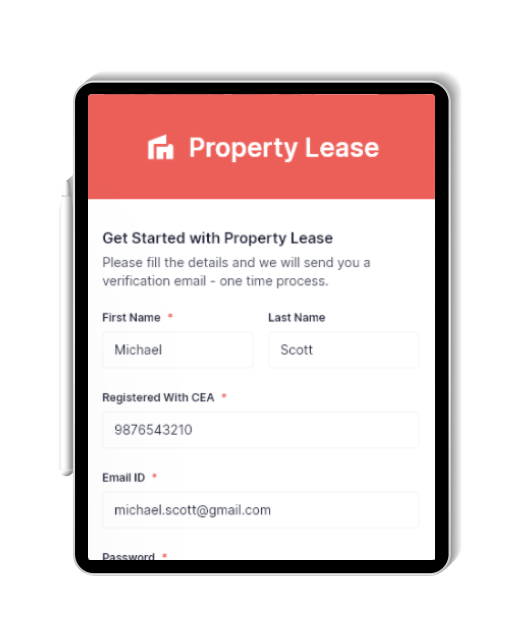 Property Lease
Get Started with Property Lease
Please fill the details and we will send you a
verification email - one time process.
First Name * Last Name
Michael Scott
Registered With CEA *
9876543210
Email ID *
michael.scott@gmail.com
Password *